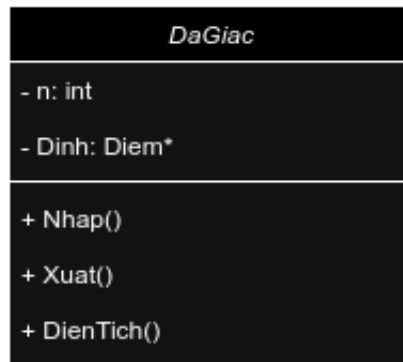 DaGiac
- n: int
- Dinh: Diem*
+ Nhap()
+ Xuat()
+ DienTich()